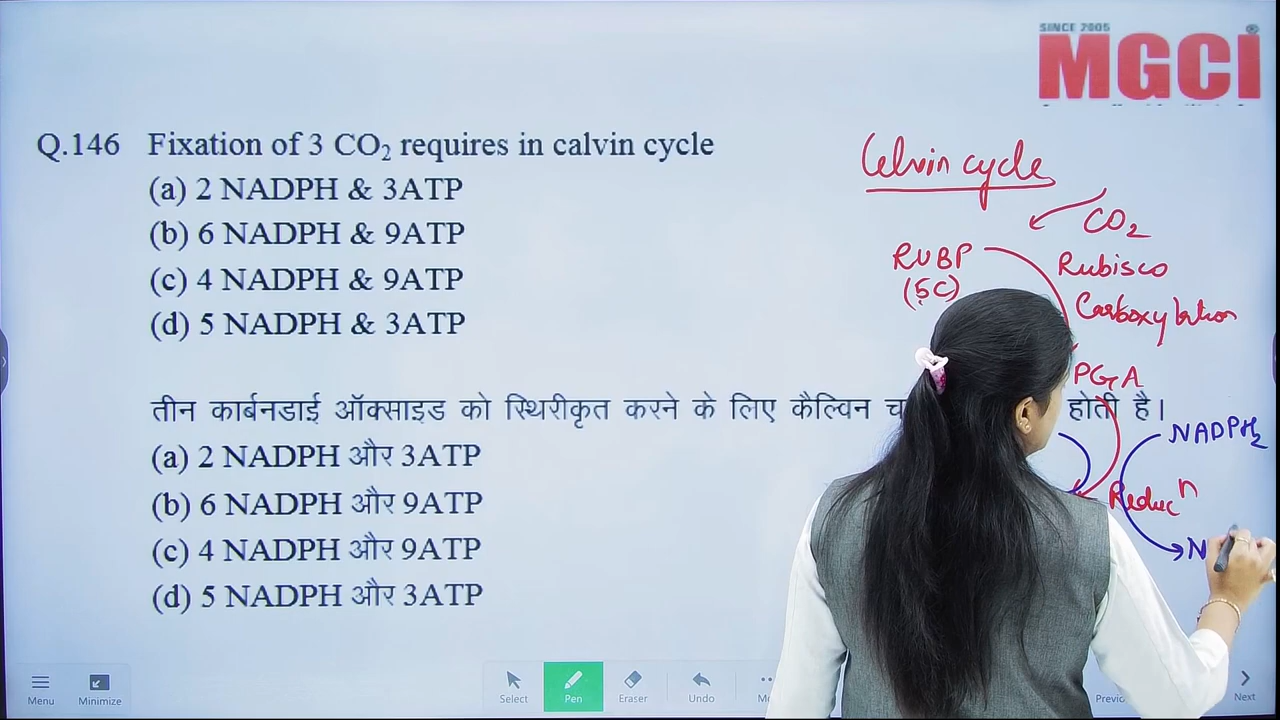 SINCE 2005
MGCI
Q.146 Fixation of 3 CO₂ requires in calvin cycle
(a) 2 NADPH & 3ATP
(b) 6 NADPH & 9ATP
(c) 4 NADPH & 9ATP
(d) 5 NADPH & 3ATP
तीन कार्बनडाई ऑक्साइड को स्थिरीकृत करने के लिए कैल्विन होती है।
(a) 2 NADPH और 3ATP
(b) 6 NADPH और 9ATP
(c) 4 NADPH और 9ATP
(d) 5 NADPH और 3ATP
Calvin cycle
CO₂
RUBP
(5C)
Rubisco
Carboxylation
PGA
NADPH₂
Reducⁿ
N
Menu
Minimize
Select
Pen
Eraser
Undo
Next